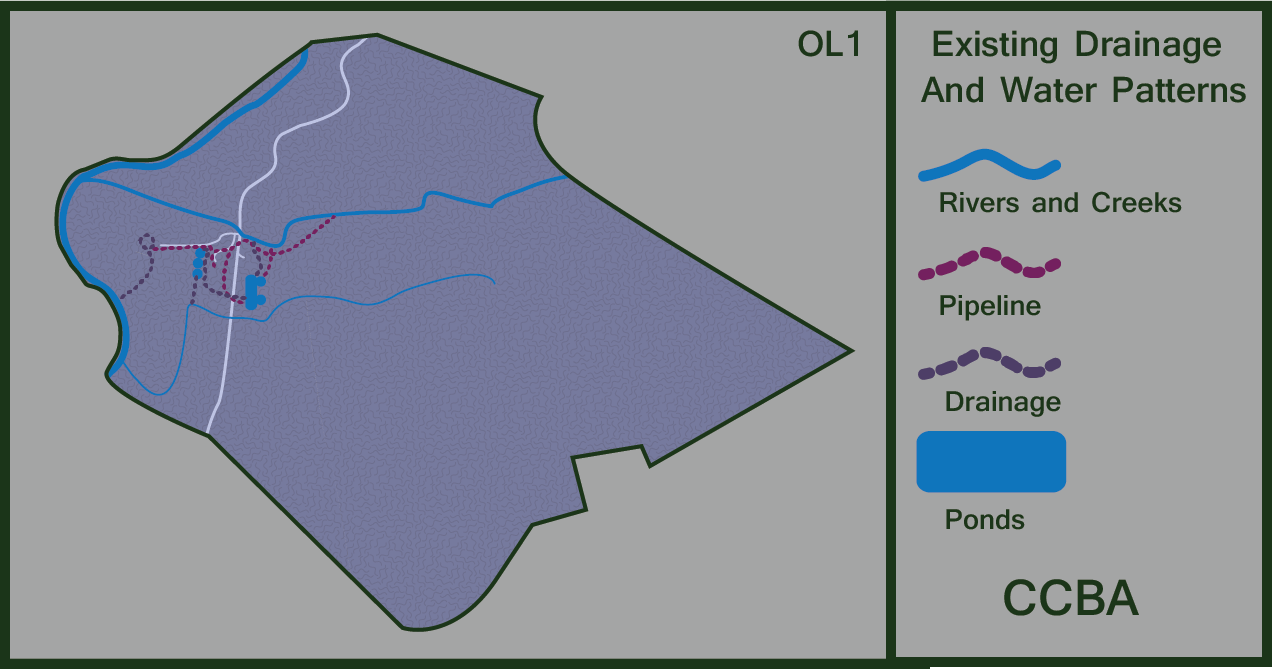 OL1
Existing Drainage
And Water Patterns
Rivers and Creeks
Pipeline
Drainage
Ponds
CCBA